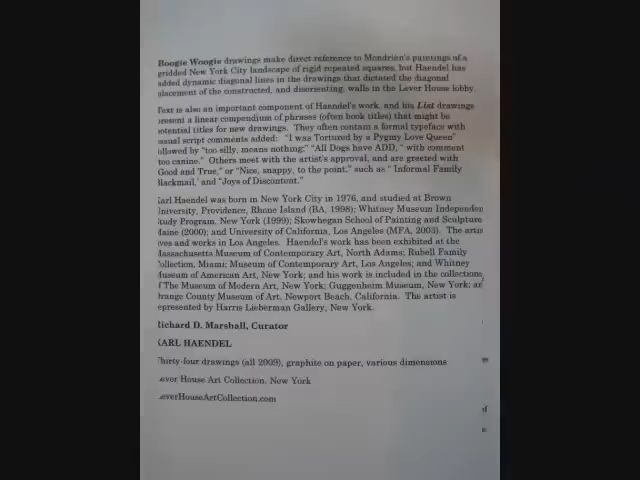 Boogie Woogie drawings make direct reference to Mondrian's paintings of a
gridded New York City landscape of rigid repeated squares, but Haendel has
added dynamic diagonal lines in the drawings that dictated the diagonal
placement of the constructed, and disorienting, walls in the Lever House lobby.
Text is also an important component of Haendel's work, and his List drawings
present a linear compendium of phrases (often book titles) that might be
potential titles for new drawings. They often contain a formal typeface with
casual script comments added: "I was Tortured by a Pygmy Love Queen"
ollowed by "too silly, means nothing;" "All Dogs have ADD, " with comment
"too canine." Others meet with the artist's approval, and are greeted with
"Good and True," or "Nice, snappy, to the point," such as " Informal Family
Blackmail,' and "Joys of Discontent."
Karl Haendel was born in New York City in 1976, and studied at Brown
University, Providence, Rhone Island (BA, 1998); Whitney Museum Independen
Study Program, New York (1999); Skowhegan School of Painting and Sculpture
Maine (2000); and University of California, Los Angeles (MFA, 2003). The artis
ives and works in Los Angeles. Haendel's work has been exhibited at the
Massachusetts Museum of Contemporary Art, North Adams; Rubell Family
Collection, Miami; Museum of Contemporary Art, Los Angeles; and Whitney
Museum of American Art, New York; and his work is included in the collections
f The Museum of Modern Art, New York; Guggenheim Museum, New York; an
Orange County Museum of Art, Newport Beach, California. The artist is
epresented by Harris Lieberman Gallery, New York.
Richard D. Marshall, Curator
KARL HAENDEL
Thirty-four drawings (all 2009), graphite on paper, various dimensions
Lever House Art Collection, New York
LeverHouseArtCollection.com